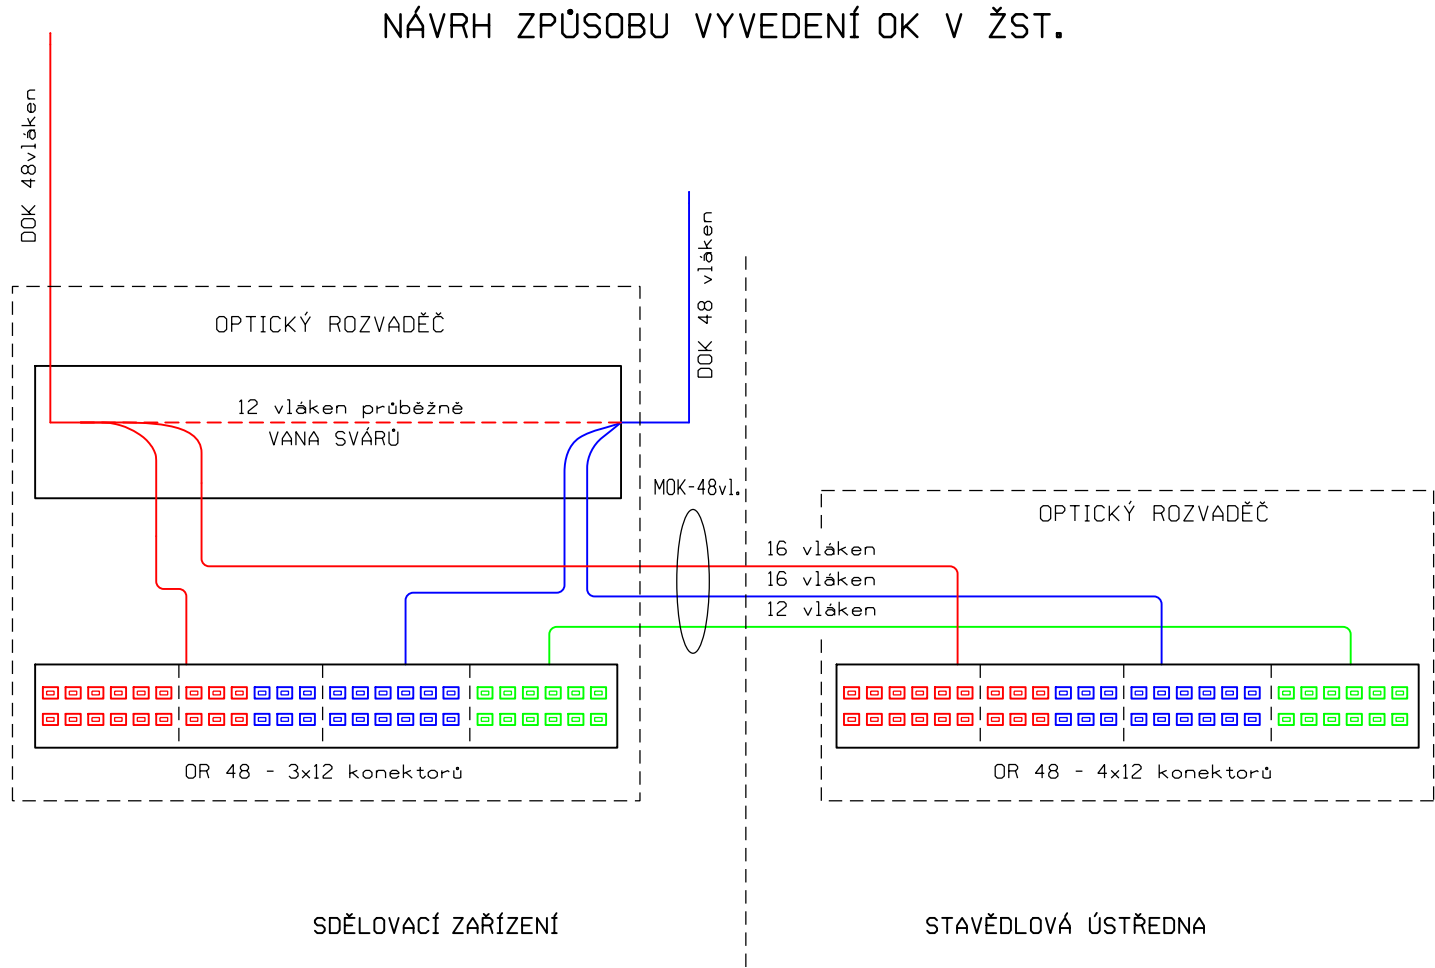 NÁVRH ZPŮSOBU VYVEDENÍ OK V ŽST.
DOK 48vláken
DOK 48 vláken
OPTICKÝ ROZVADĚČ
12 vláken průběžně
VANA SVÁRŮ
MOK-48vl.
OPTICKÝ ROZVADĚČ
16 vláken
16 vláken
12 vláken
OR 48 - 3x12 konektorů
OR 48 - 4x12 konektorů
SDĚLOVACÍ ZAŘÍZENÍ
STAVĚDLOVÁ ÚSTŘEDNA